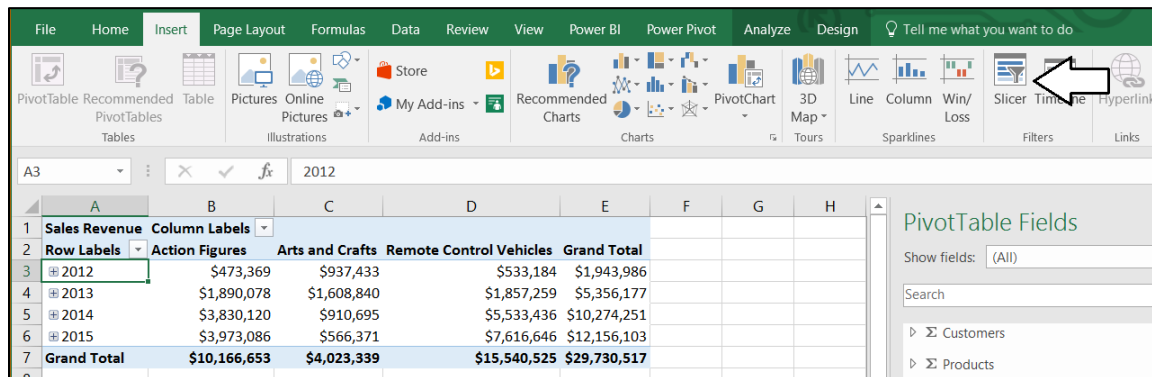 File Home Insert Page Layout Formulas Data Review View Power BI Power Pivot Analyze Design Tell me what you want to do
Store
My Add-ins
PivotTable Recommended Table Pictures Online Recommended PivotChart 3D Line Column Win/ Slicer Hyperlink
PivotTables Pictures Charts Map Loss
Tables Illustrations Add-ins Charts Tours Sparklines Filters Links
A3 fx 2012
A B C D E F G H
1 Sales Revenue Column Labels
2 Row Labels Action Figures Arts and Crafts Remote Control Vehicles Grand Total
3 2012 $473,369 $937,433 $533,184 $1,943,986
4 2013 $1,890,078 $1,608,840 $1,857,259 $5,356,177
5 2014 $3,830,120 $910,695 $5,533,436 $10,274,251
6 2015 $3,973,086 $566,371 $7,616,646 $12,156,103
7 Grand Total $10,166,653 $4,023,339 $15,540,525 $29,730,517
PivotTable Fields
Show fields: (All)
Search
Σ Customers
Σ Products